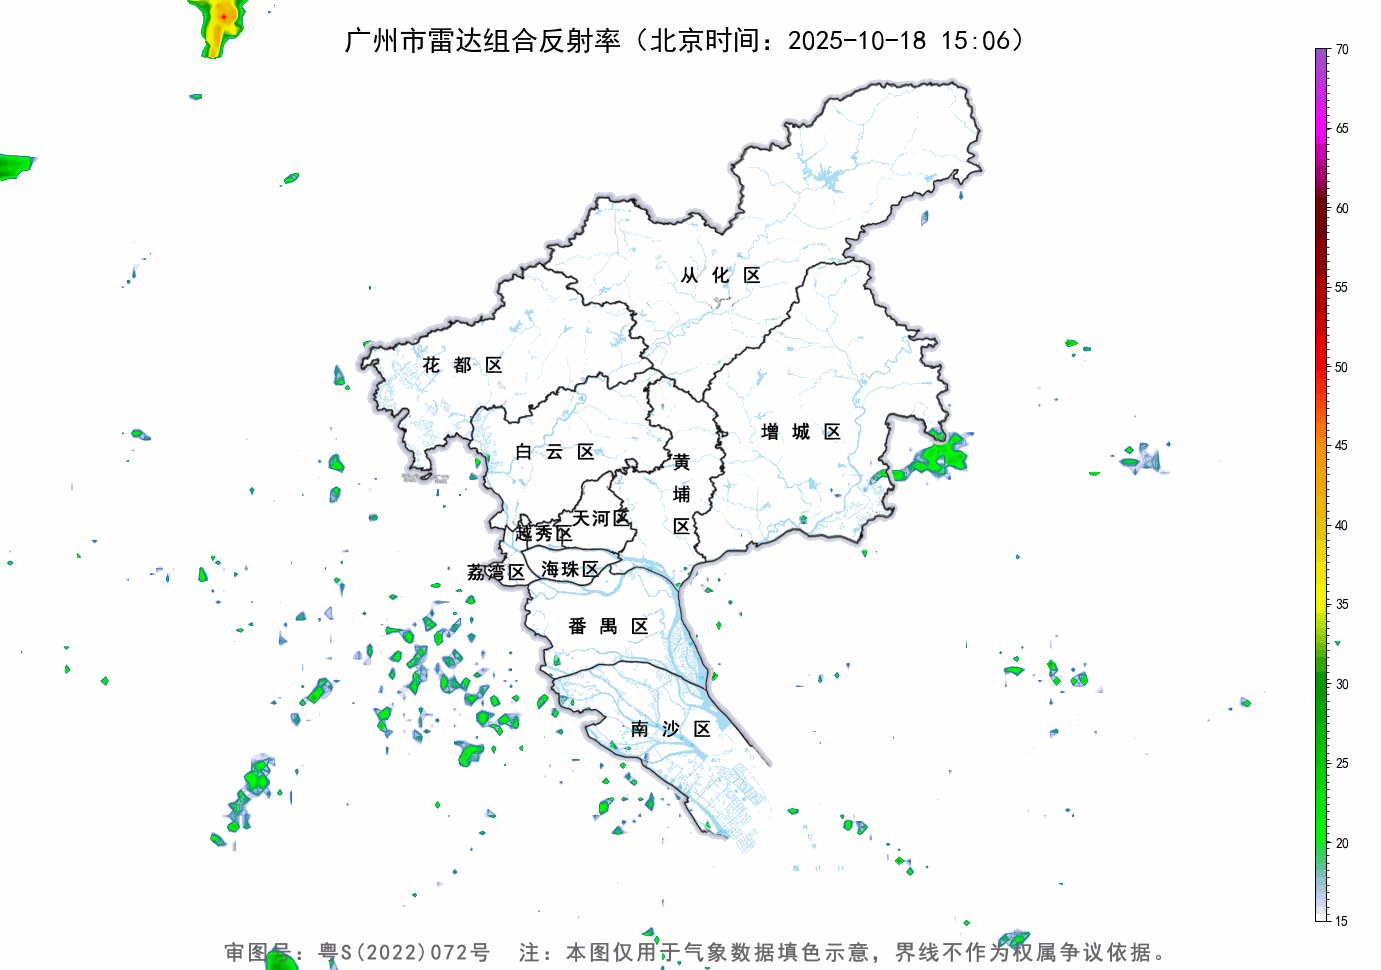 广州市雷达组合反射率（北京时间：2025-10-18 15:06）
70
65
60
55
50
45
40
35
30
25
20
15
从化区
花都区
增城区
白云区
黄埔区
天河区
越秀区
荔湾区
海珠区
番禺区
南沙区
审图号：粤S(2022)072号 注：本图仅用于气象数据填色示意，界线不作为权属争议依据。